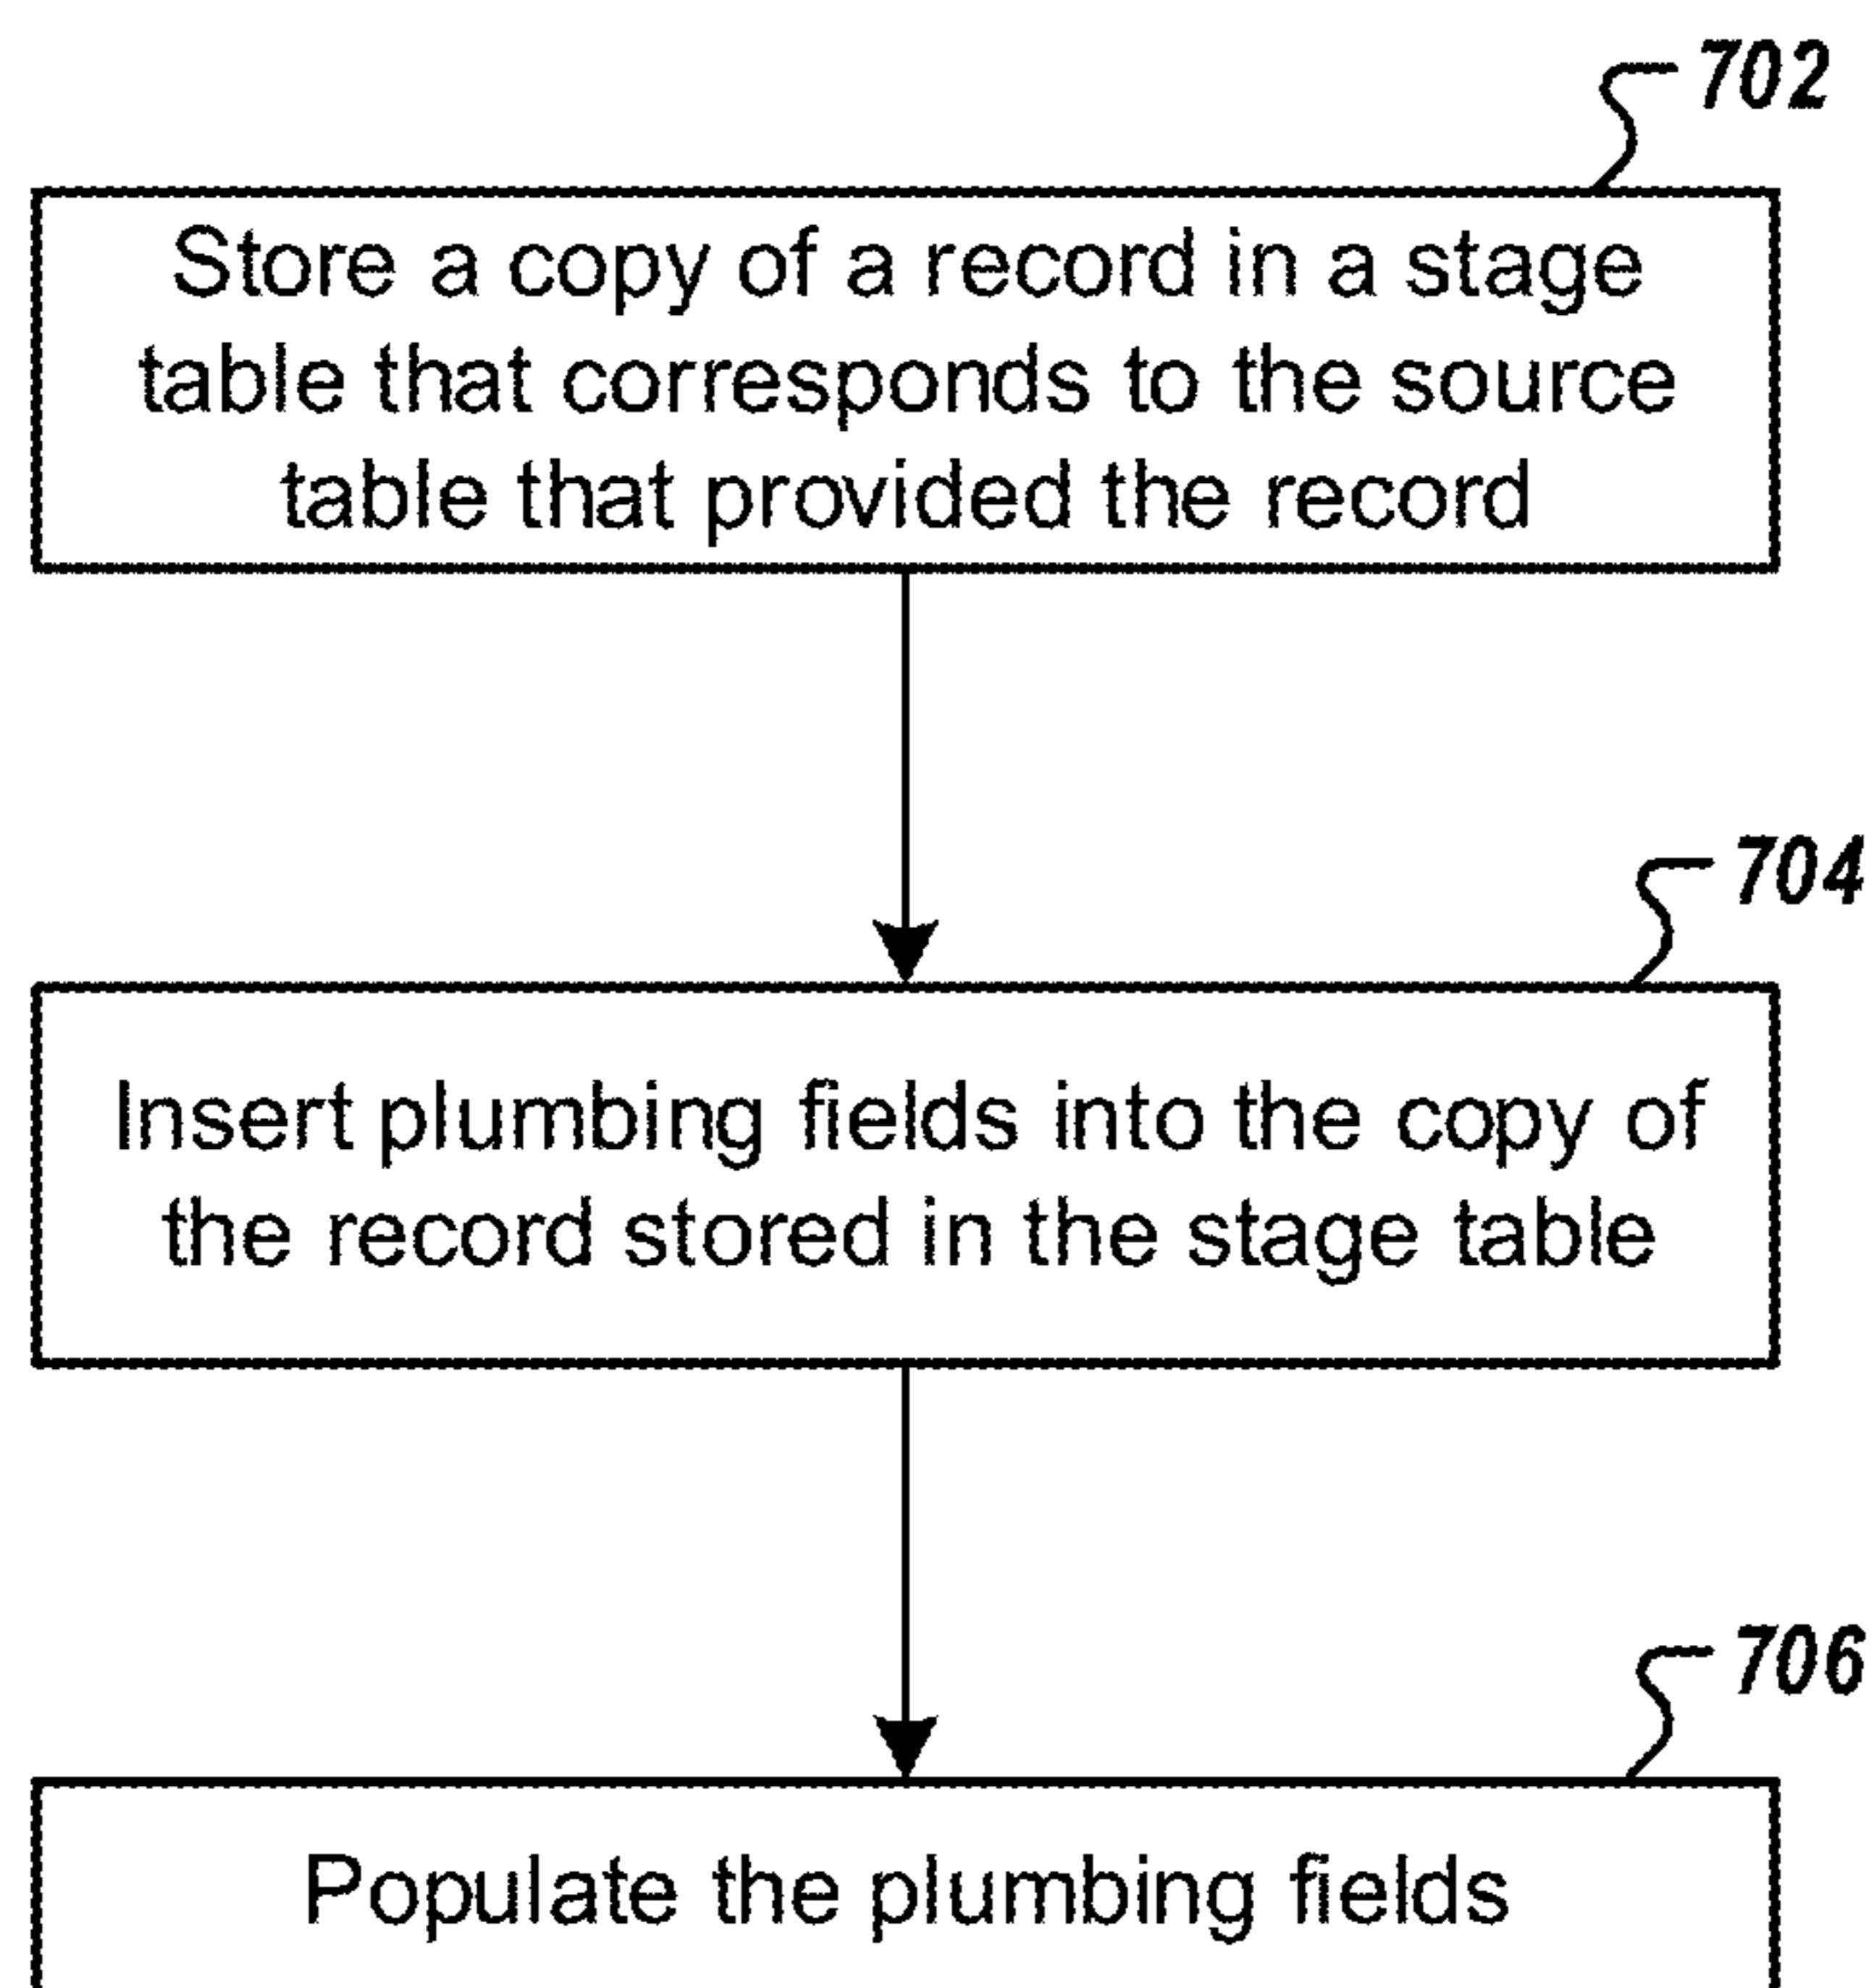 702
Store a copy of a record in a stage
table that corresponds to the source
table that provided the record
704
Insert plumbing fields into the copy of
the record stored in the stage table
706
Populate the plumbing fields